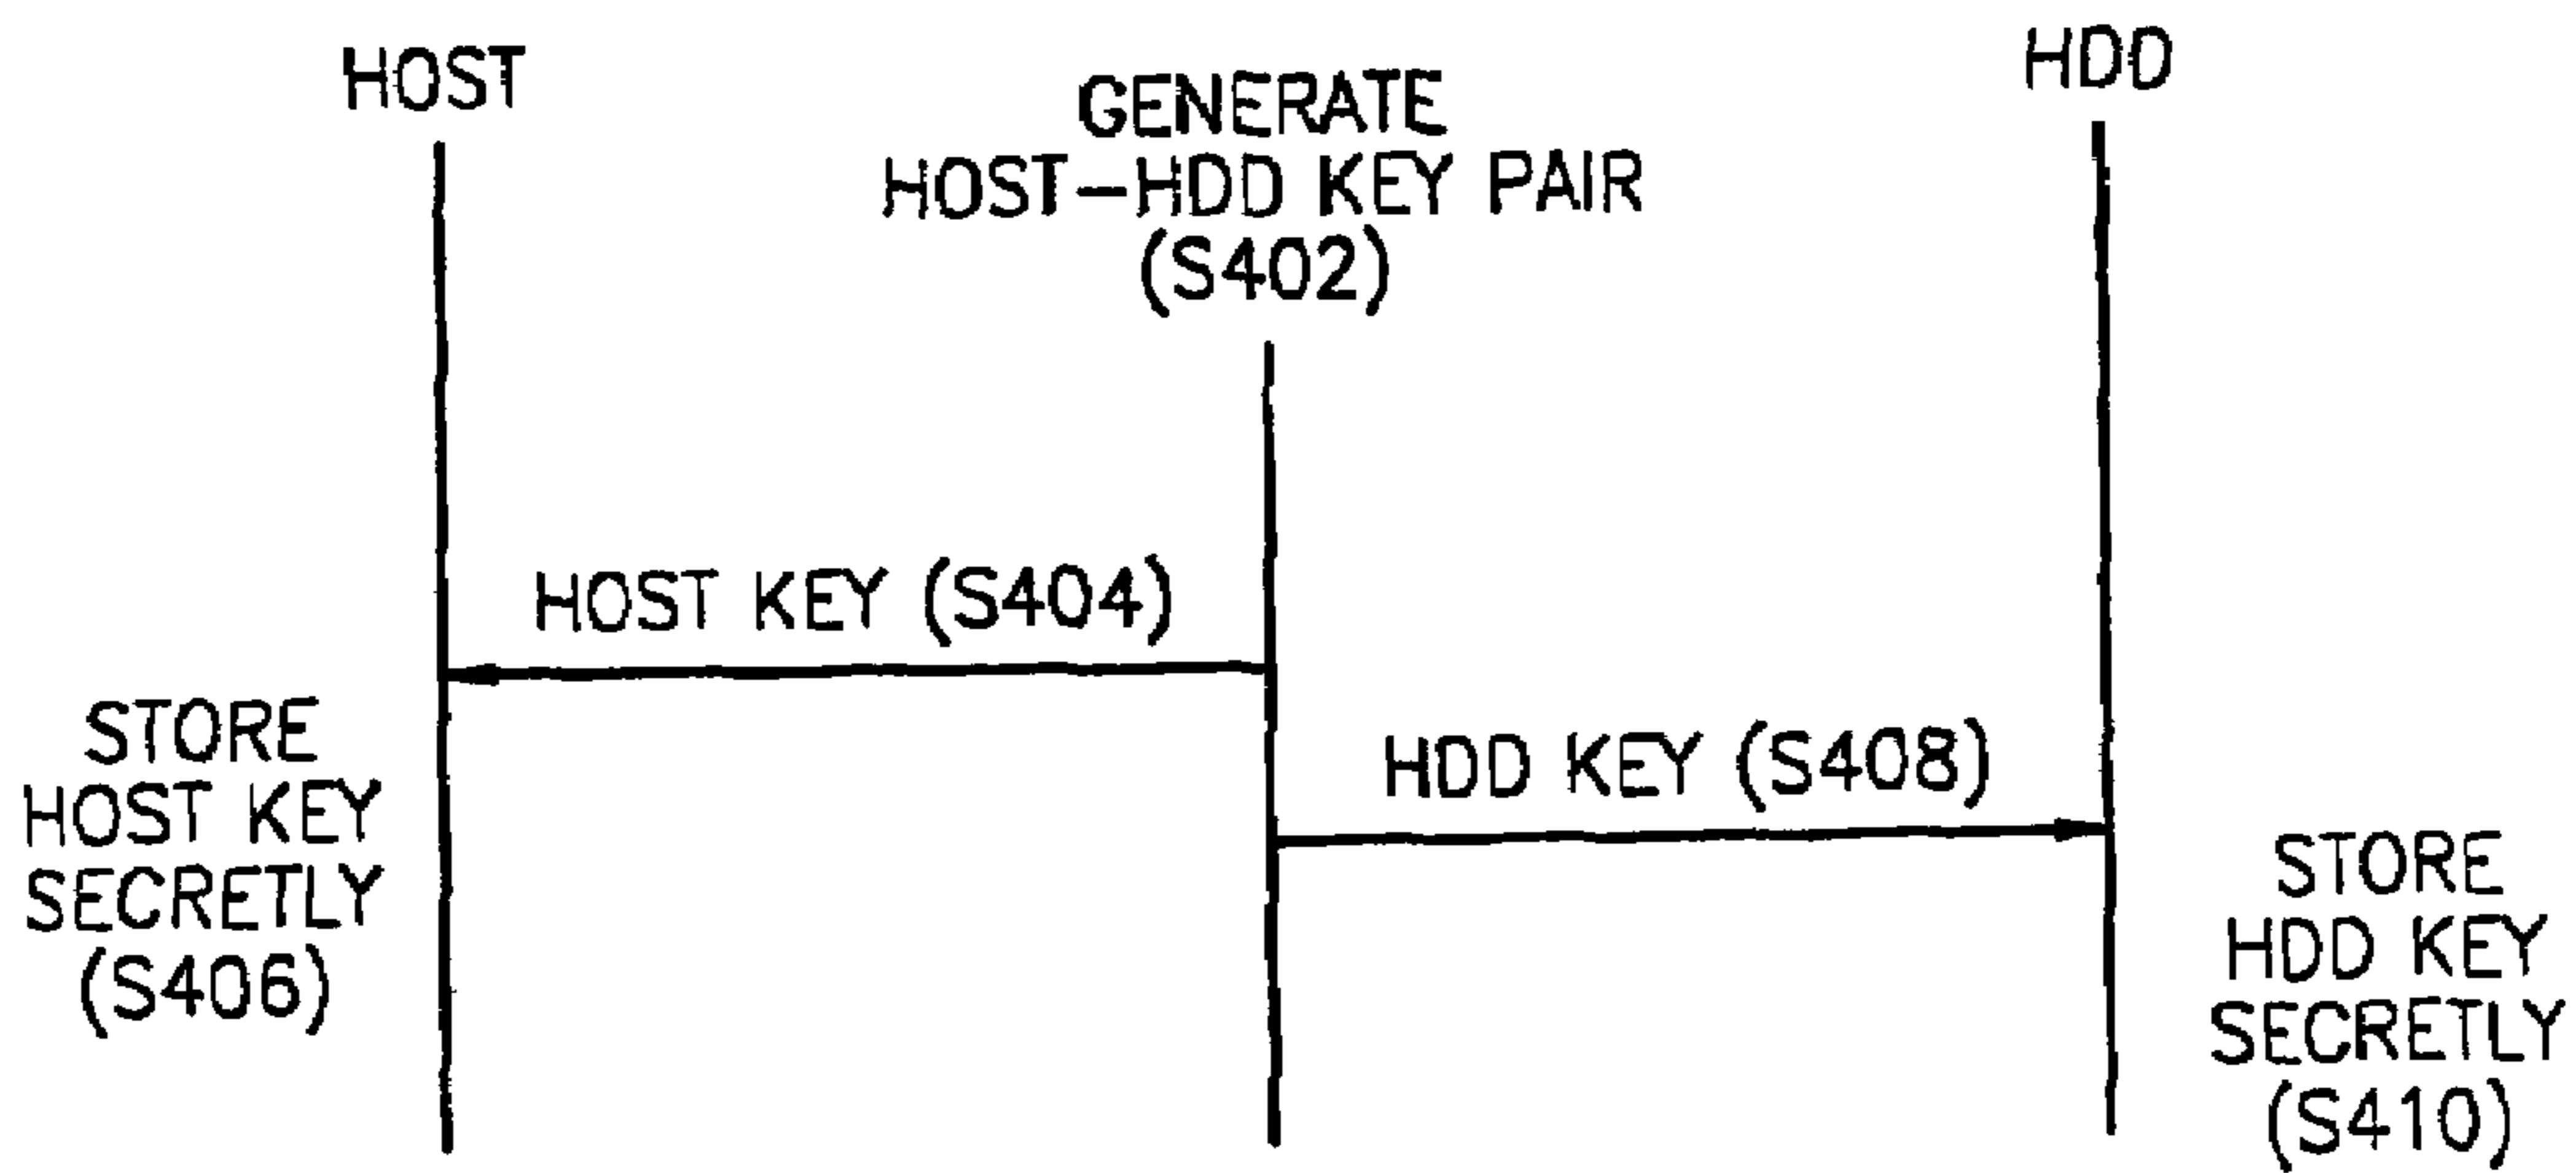 HOST
GENERATE
HOST-HDD KEY PAIR
(S402)
HDD
HOST KEY (S404)
STORE
HOST KEY
SECRETLY
(S406)
HDD KEY (S408)
STORE
HDD KEY
SECRETLY
(S410)